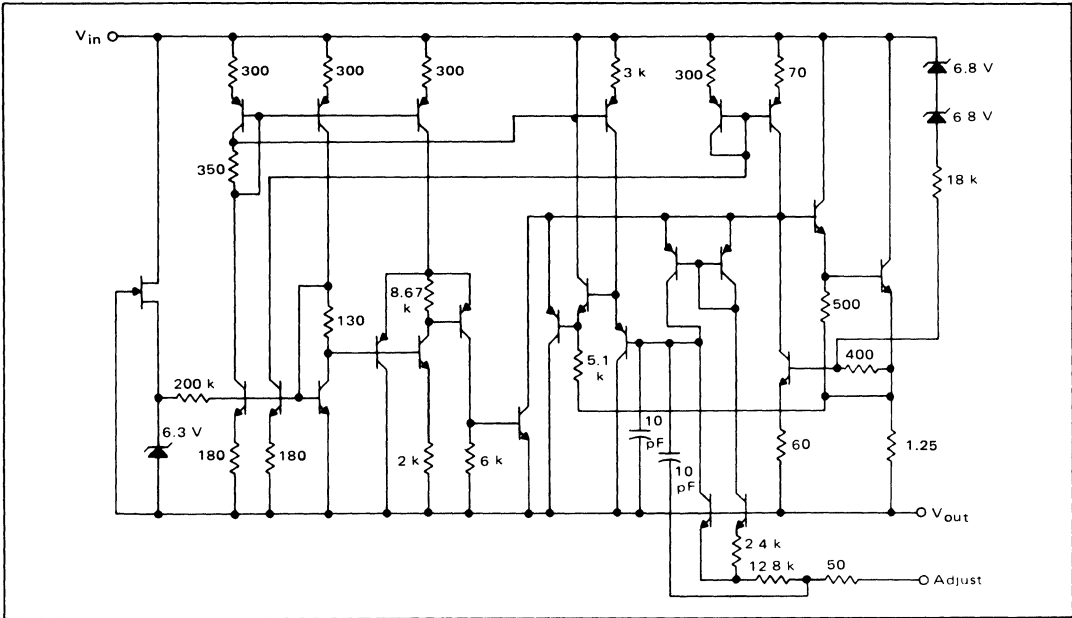 Vin
300
300
300
3 k
300
70
6.8 V
6 8 V
350
18 k
8.67
k
500
130
5.1
k
400
200 k
6.3 V
10
pF
180
180
2 k
6 k
10
pF
60
1.25
Vout
2 4 k
12 8 k
50
Adjust